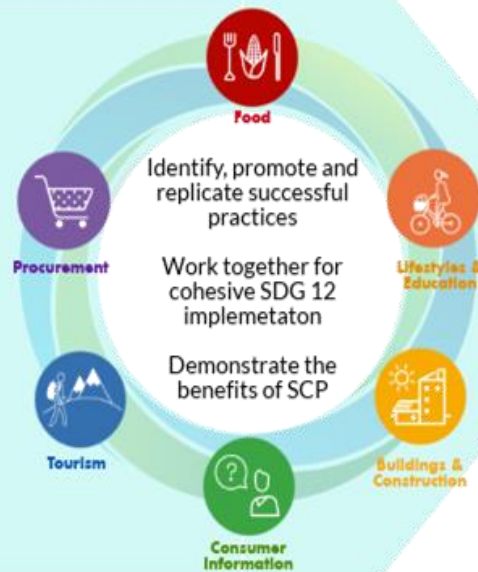 Food
Identify, promote and
replicate successful
practices
Procurement
Lifestyles &
Education
Work together for
cohesive SDG 12
implemetaton
Demonstrate the
benefits of SCP
Tourism
Buildings &
Construction
?
Consumer
Information